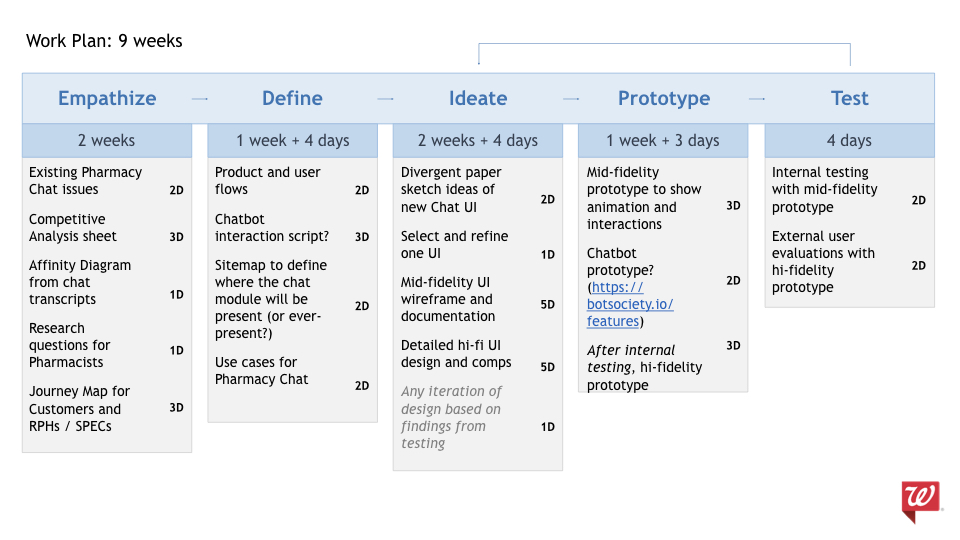 Work Plan: 9 weeks
Empathize
Define
Ideate
Prototype
Test
2 weeks
1 week + 4 days
2 weeks + 4 days
1 week + 3 days
4 days
Existing Pharmacy
Chat issues 2D
Competitive
Analysis sheet 3D
Affinity Diagram
from chat
transcripts 1D
Research
questions for
Pharmacists 1D
Journey Map for
Customers and
RPHs / SPECs 3D
Product and user
flows 2D
Chatbot
interaction script? 3D
Sitemap to define
where the chat
module will be
present (or ever-
present?) 2D
Use cases for
Pharmacy Chat 2D
Divergent paper
sketch ideas of
new Chat UI 2D
Select and refine
one UI 1D
Mid-fidelity UI
wireframe and
documentation 5D
Detailed hi-fi UI
design and comps 5D
Any iteration of
design based on
findings from
testing 1D
Mid-fidelity
prototype to show
animation and
interactions 3D
Chatbot
prototype?
(https://
botsociety.io/
features) 2D
After internal
testing, hi-fidelity
prototype 3D
Internal testing
with mid-fidelity
prototype 2D
External user
evaluations with
hi-fidelity
prototype 2D
W